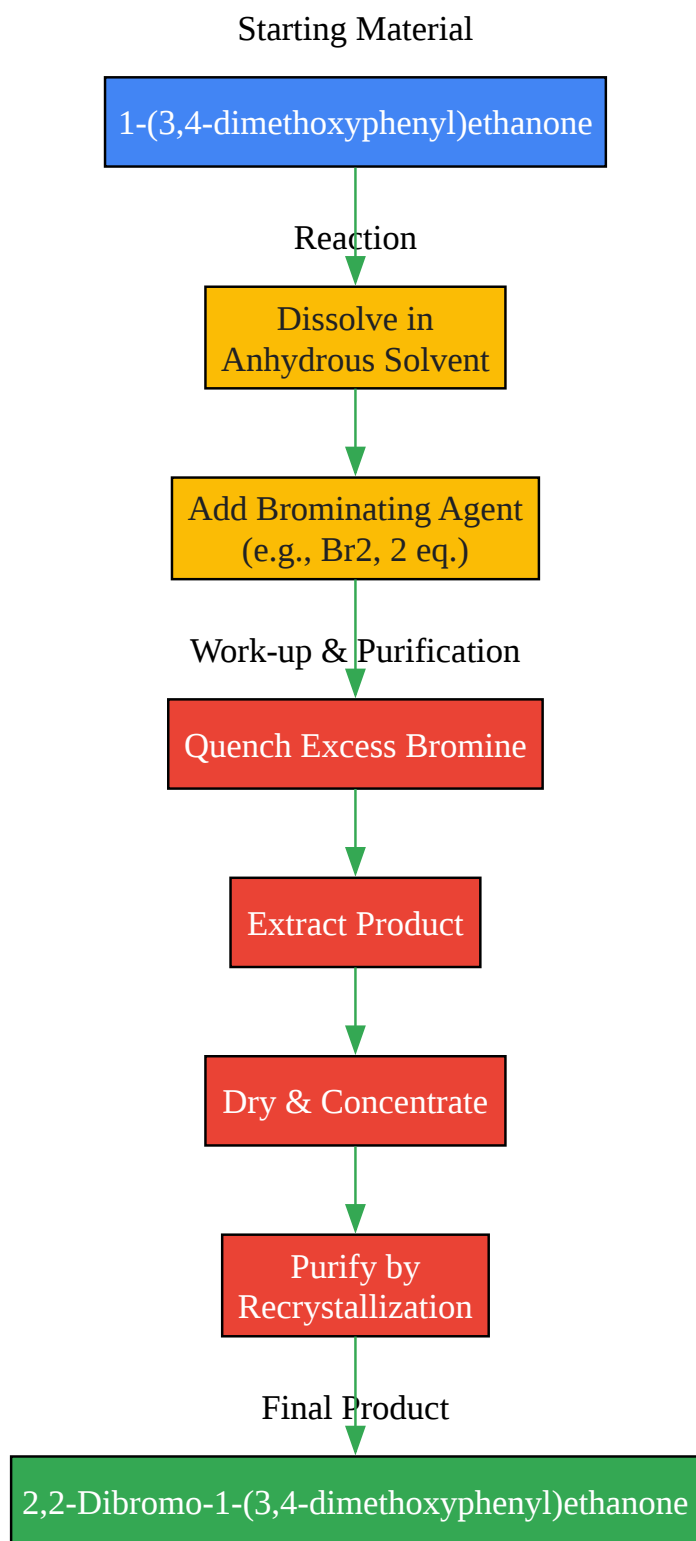 Starting Material
1-(3,4-dimethoxyphenyl)ethanone
Reaction
Dissolve in
Anhydrous Solvent
Add Brominating Agent
(e.g., Br2, 2 eq.)
Work-up & Purification
Quench Excess Bromine
Extract Product
Dry & Concentrate
Purify by
Recrystallization
Final Product
2,2-Dibromo-1-(3,4-dimethoxyphenyl)ethanone